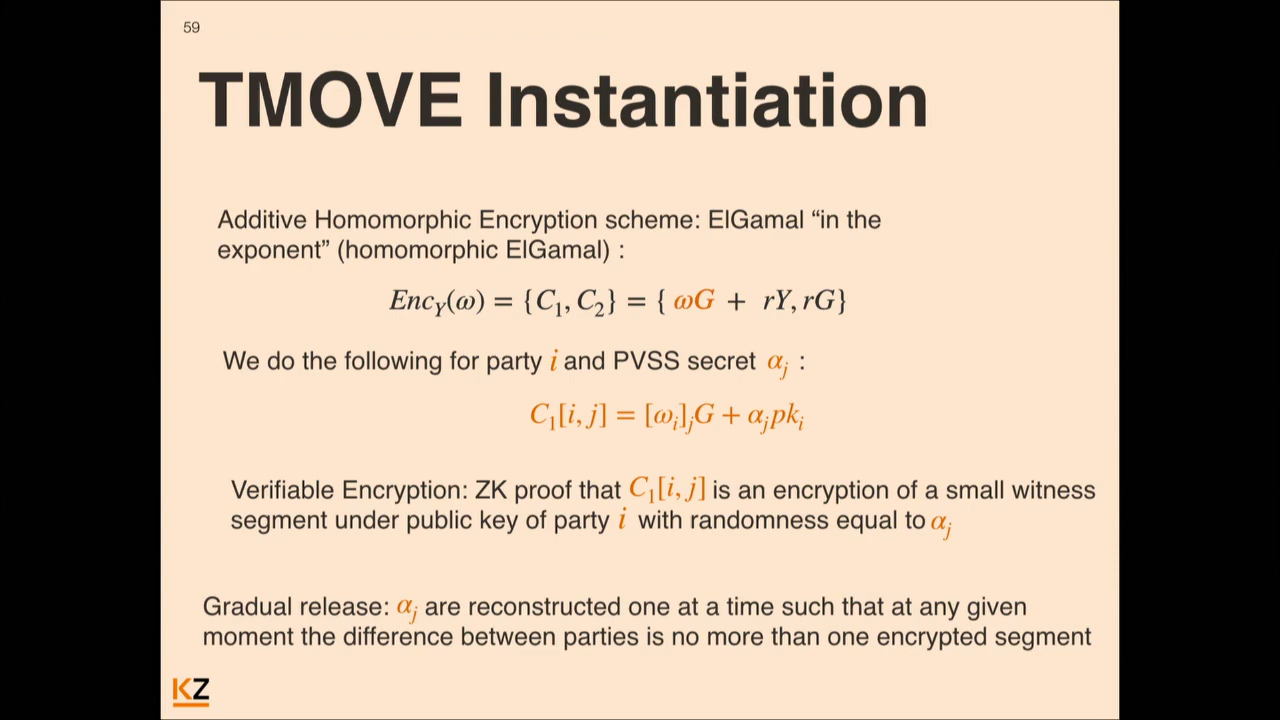 59
TMOVE Instantiation
Additive Homomorphic Encryption scheme: ElGamal “in the
exponent” (homomorphic ElGamal) :
Enc_Y(ω) = {C_1, C_2} = { ωG + rY, rG}
We do the following for party i and PVSS secret α_j :
C_1[i, j] = [ω_i]_jG + α_jpk_i
Verifiable Encryption: ZK proof that C_1[i, j] is an encryption of a small witness
segment under public key of party i with randomness equal to α_j
Gradual release: α_j are reconstructed one at a time such that at any given
moment the difference between parties is no more than one encrypted segment
KZ